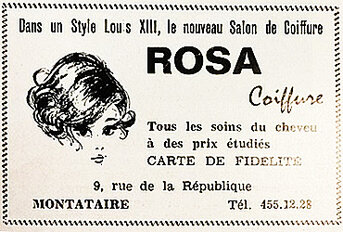 Dans un Style Louis XIII, le nouveau Salon de Coiffure
ROSA
Coiffure
Tous les soins du cheveu
à des prix étudiés
CARTE DE FIDELITE
9, rue de la République
MONTATAIRE Tél. 455.12.28